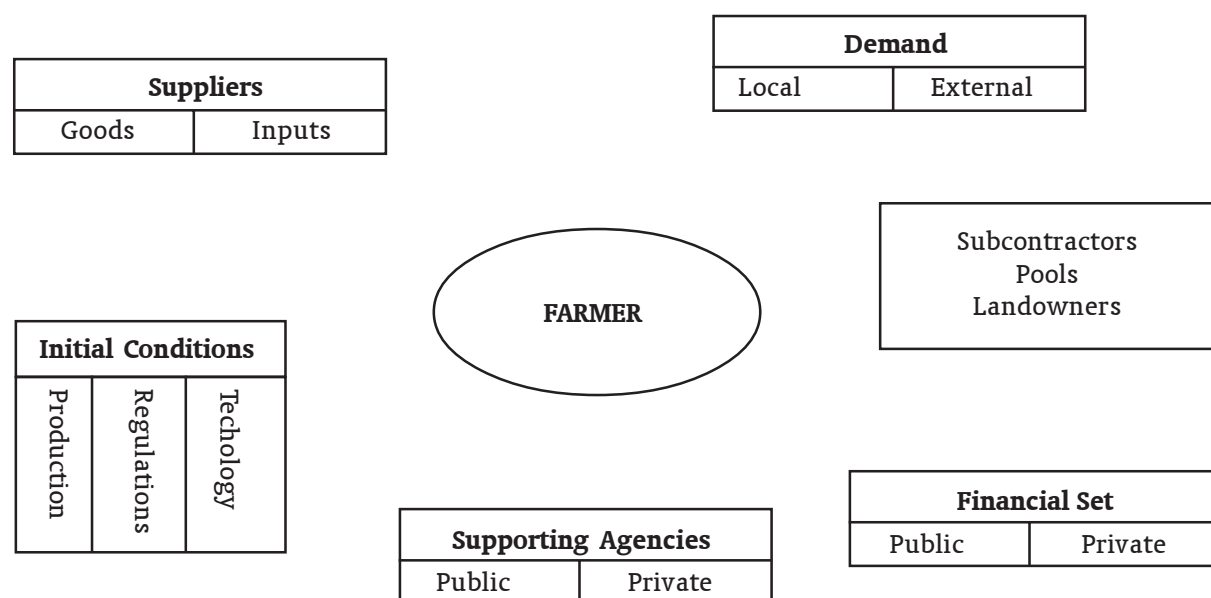 Demand
Local External
Suppliers
Goods Inputs
Subcontractors
Pools
Landowners
FARMER
Initial Conditions
Production
Regulations
Techology
Financial Set
Public Private
Supporting Agencies
Public Private